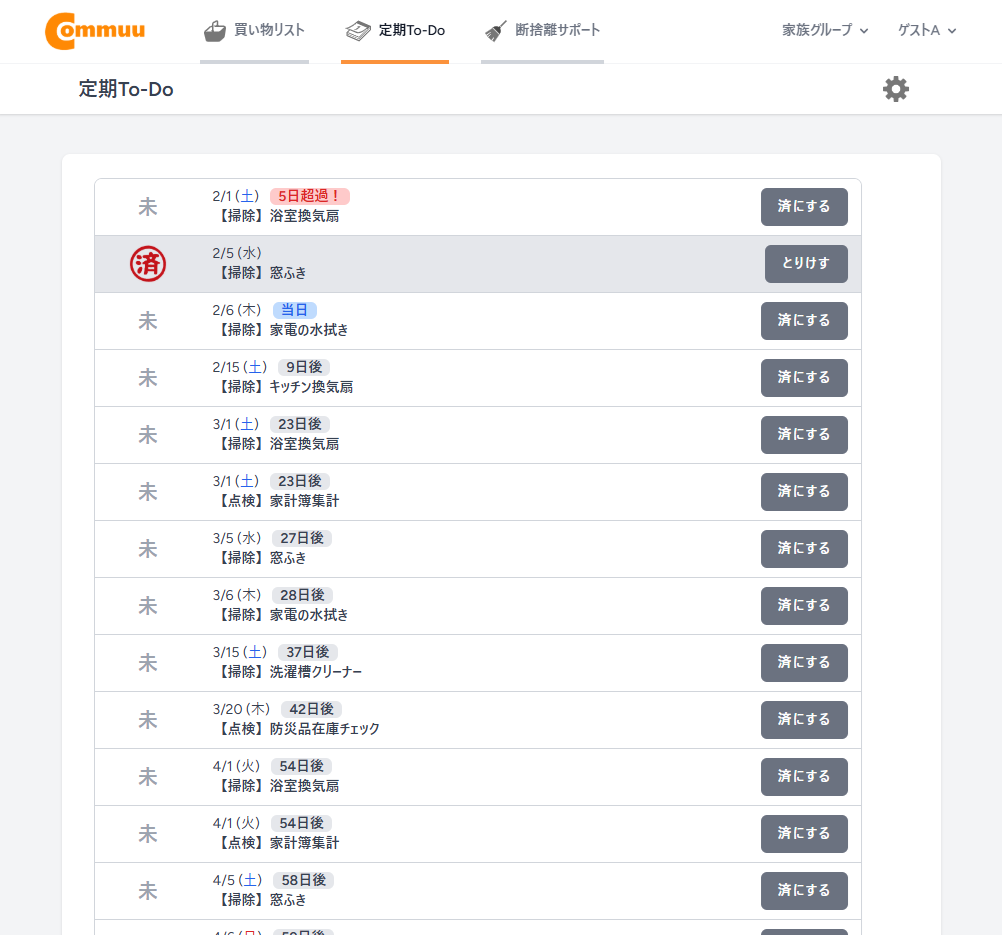 Commuu
買い物リスト
定期To-Do
断捨離サポート
家族グループ
ゲストA
定期To-Do
未
2/1 (土) 5日超過！
【掃除】浴室換気扇
済にする
済
2/5 (水)
【掃除】窓ふき
とりけす
未
2/6 (木) 当日
【掃除】家電の水拭き
済にする
未
2/15 (土) 9日後
【掃除】キッチン換気扇
済にする
未
3/1 (土) 23日後
【掃除】浴室換気扇
済にする
未
3/1 (土) 23日後
【点検】家計簿集計
済にする
未
3/5 (水) 27日後
【掃除】窓ふき
済にする
未
3/6 (木) 28日後
【掃除】家電の水拭き
済にする
未
3/15 (土) 37日後
【掃除】洗濯槽クリーナー
済にする
未
3/20 (木) 42日後
【点検】防災品在庫チェック
済にする
未
4/1 (火) 54日後
【掃除】浴室換気扇
済にする
未
4/1 (火) 54日後
【点検】家計簿集計
済にする
未
4/5 (土) 58日後
【掃除】窓ふき
済にする